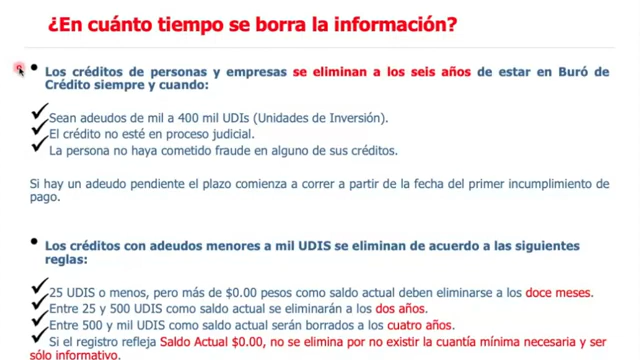 ¿En cuánto tiempo se borra la información?
Los créditos de personas y empresas se eliminan a los seis años de estar en Buró de
Crédito siempre y cuando:
Sean adeudos de mil a 400 mil UDIs (Unidades de Inversión).
El crédito no esté en proceso judicial.
La persona no haya cometido fraude en alguno de sus créditos.
Si hay un adeudo pendiente el plazo comienza a correr a partir de la fecha del primer incumplimiento de
pago.
Los créditos con adeudos menores a mil UDIS se eliminan de acuerdo a las siguientes
reglas:
25 UDIS o menos, pero más de $0.00 pesos como saldo actual deben eliminarse a los doce meses.
Entre 25 y 500 UDIS como saldo actual se eliminarán a los dos años.
Entre 500 y mil UDIS como saldo actual serán borrados a los cuatro años.
Si el registro refleja Saldo Actual $0.00, no se elimina por no existir la cuantía mínima necesaria y ser
sólo informativo.